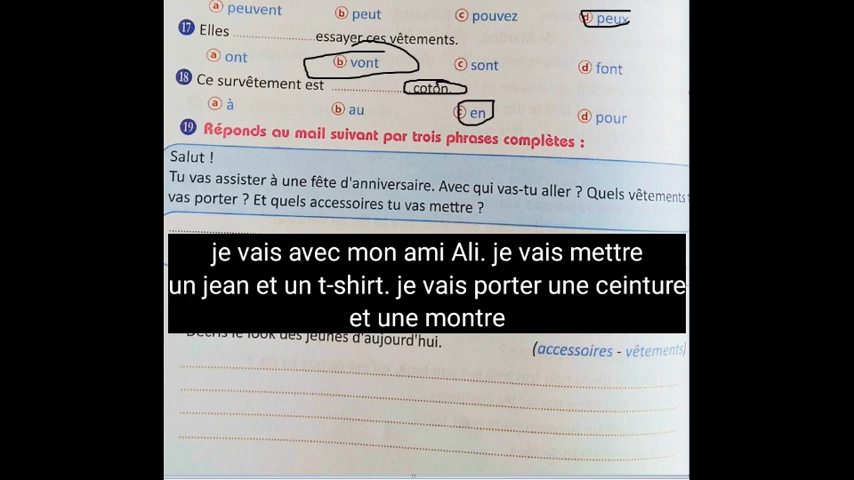 a peuvent b peut c pouvez d peux
17 Elles ..................... essayer ces vêtements.
a ont b vont c sont d font
18 Ce survêtement est ..................... coton.
a à b au c en d pour
19 Réponds au mail suivant par trois phrases complètes :
Salut !
Tu vas assister à une fête d'anniversaire. Avec qui vas-tu aller ? Quels vêtements
vas porter ? Et quels accessoires tu vas mettre ?
je vais avec mon ami Ali. je vais mettre
un jean et un t-shirt. je vais porter une ceinture
et une montre
Décris le look des jeunes d'aujourd'hui. (accessoires - vêtements)